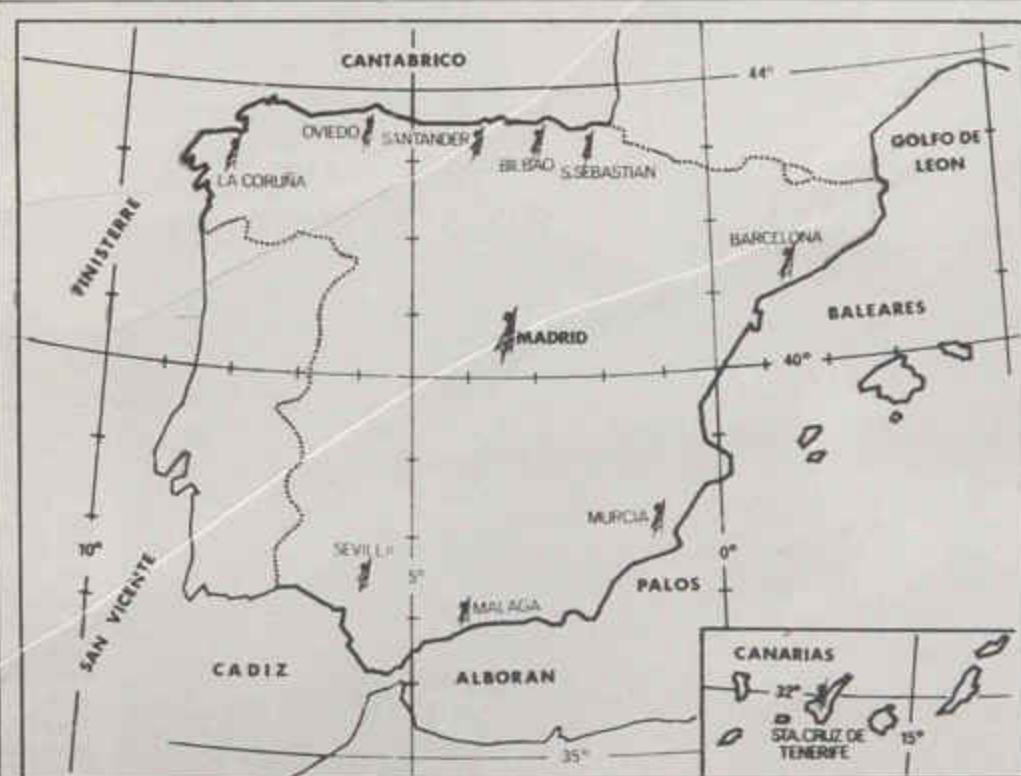 CANTABRICO
44°
OVIEDO
SANTANDER
BILBAO
S.SEBASTIAN
GOLFO DE
LEON
LA CORUÑA
FINISTERRE
BARCELONA
BALEARES
MADRID
40°
MURCIA
10°
SEVILLA
5°
0°
PALOS
SAN VICENTE
MALAGA
CADIZ
ALBORAN
CANARIAS
32°
STA.CRUZ DE
TENERIFE
15°
35°